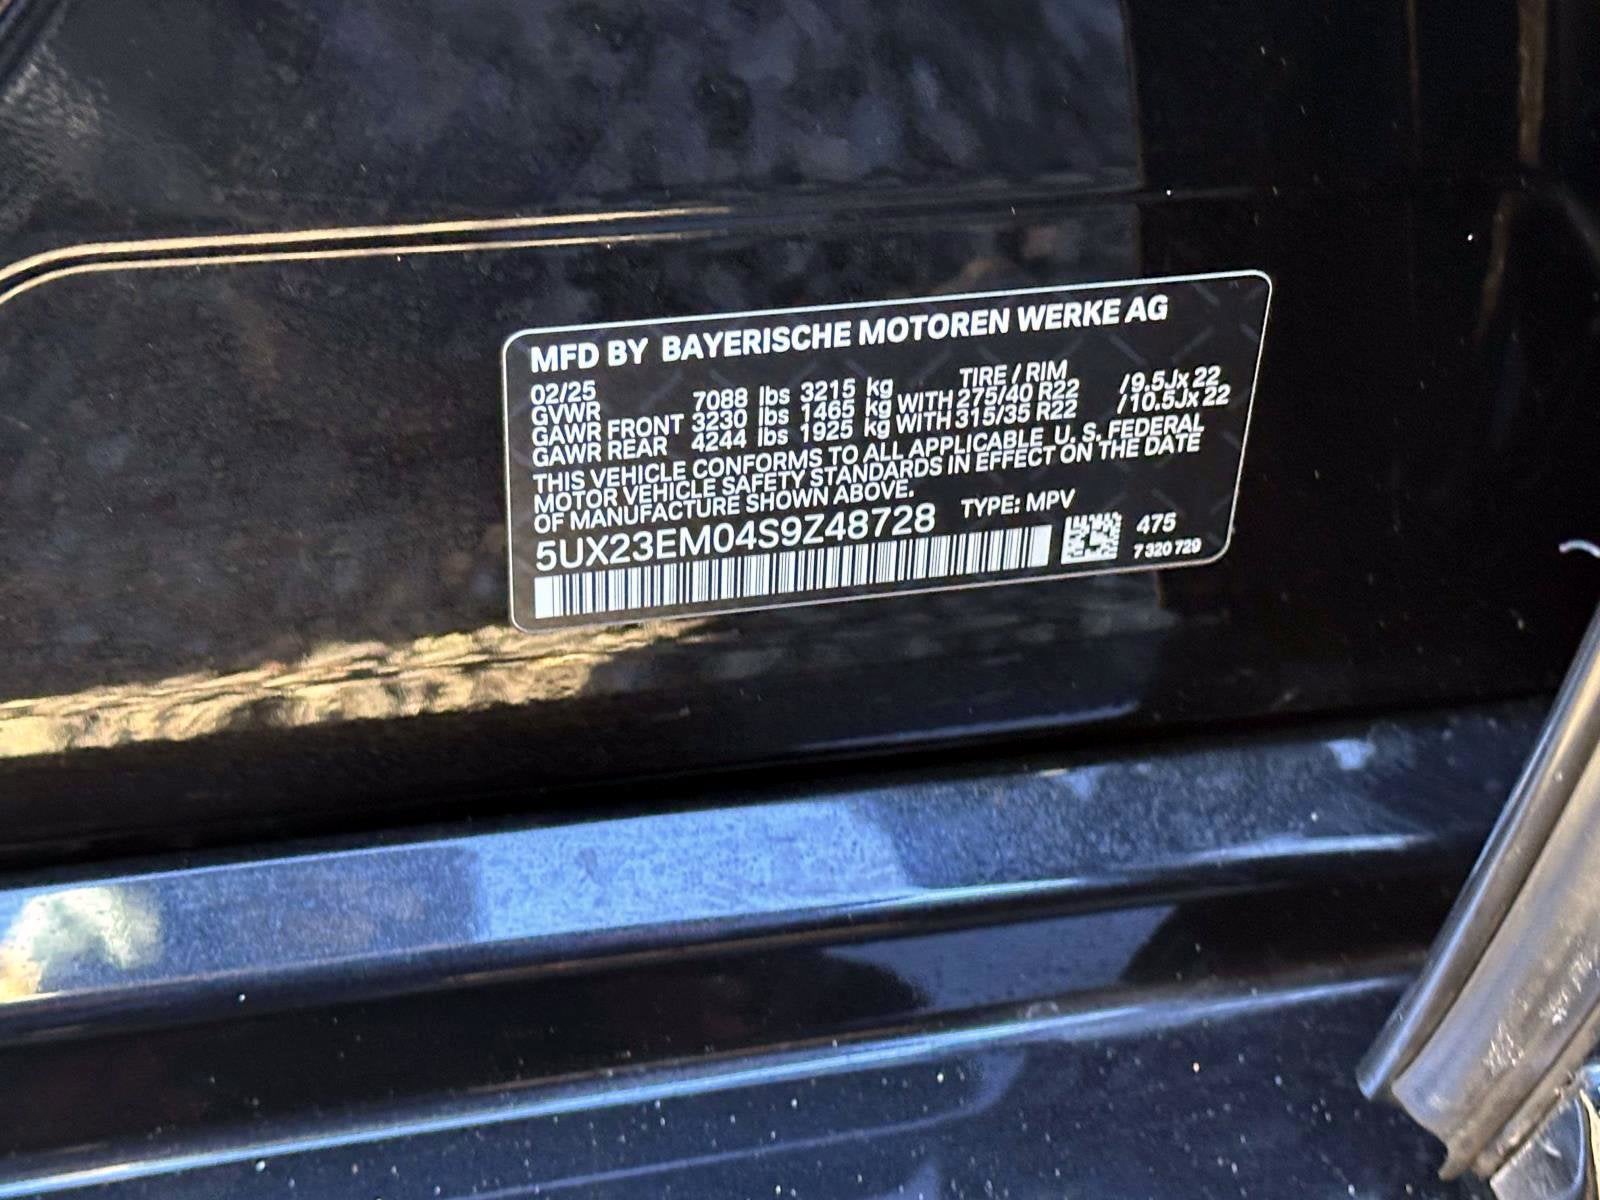 MFD BY BAYERISCHE MOTOREN WERKE AG
02/25 TIRE / RIM
GVWR 7088 lbs 3215 kg
GAWR FRONT 3230 lbs 1465 kg WITH 275/40 R22 /9.5Jx22
GAWR REAR 4244 lbs 1925 kg WITH 315/35 R22 /10.5Jx22
THIS VEHICLE CONFORMS TO ALL APPLICABLE U.S. FEDERAL
MOTOR VEHICLE SAFETY STANDARDS IN EFFECT ON THE DATE
OF MANUFACTURE SHOWN ABOVE.
5UX23EM04S9Z48728 TYPE: MPV
475
7 320 729